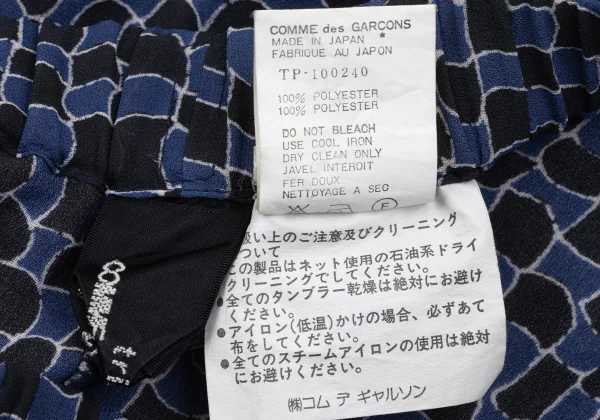 COMME des GARCONS
MADE IN JAPAN *
FABRIQUE AU JAPON
TP-100240
100% POLYESTER
100% POLYESTER
DO NOT BLEACH
USE COOL IRON
DRY CLEAN ONLY
JAVEL INTERDIT
FER DOUX
NETTOYAGE A SEC
扱い上のご注意及びクリーニング
ついて
この製品はネット使用の石油系ドライ
クリーニングでしてください。
●全てのタンブラー乾燥は絶対にお避け
ください。
●アイロン(低温)かけの場合、必ずあて
布をしてください。
●全てのスチームアイロンの使用は絶対
にお避けください。
㈱コム デ ギャルソン